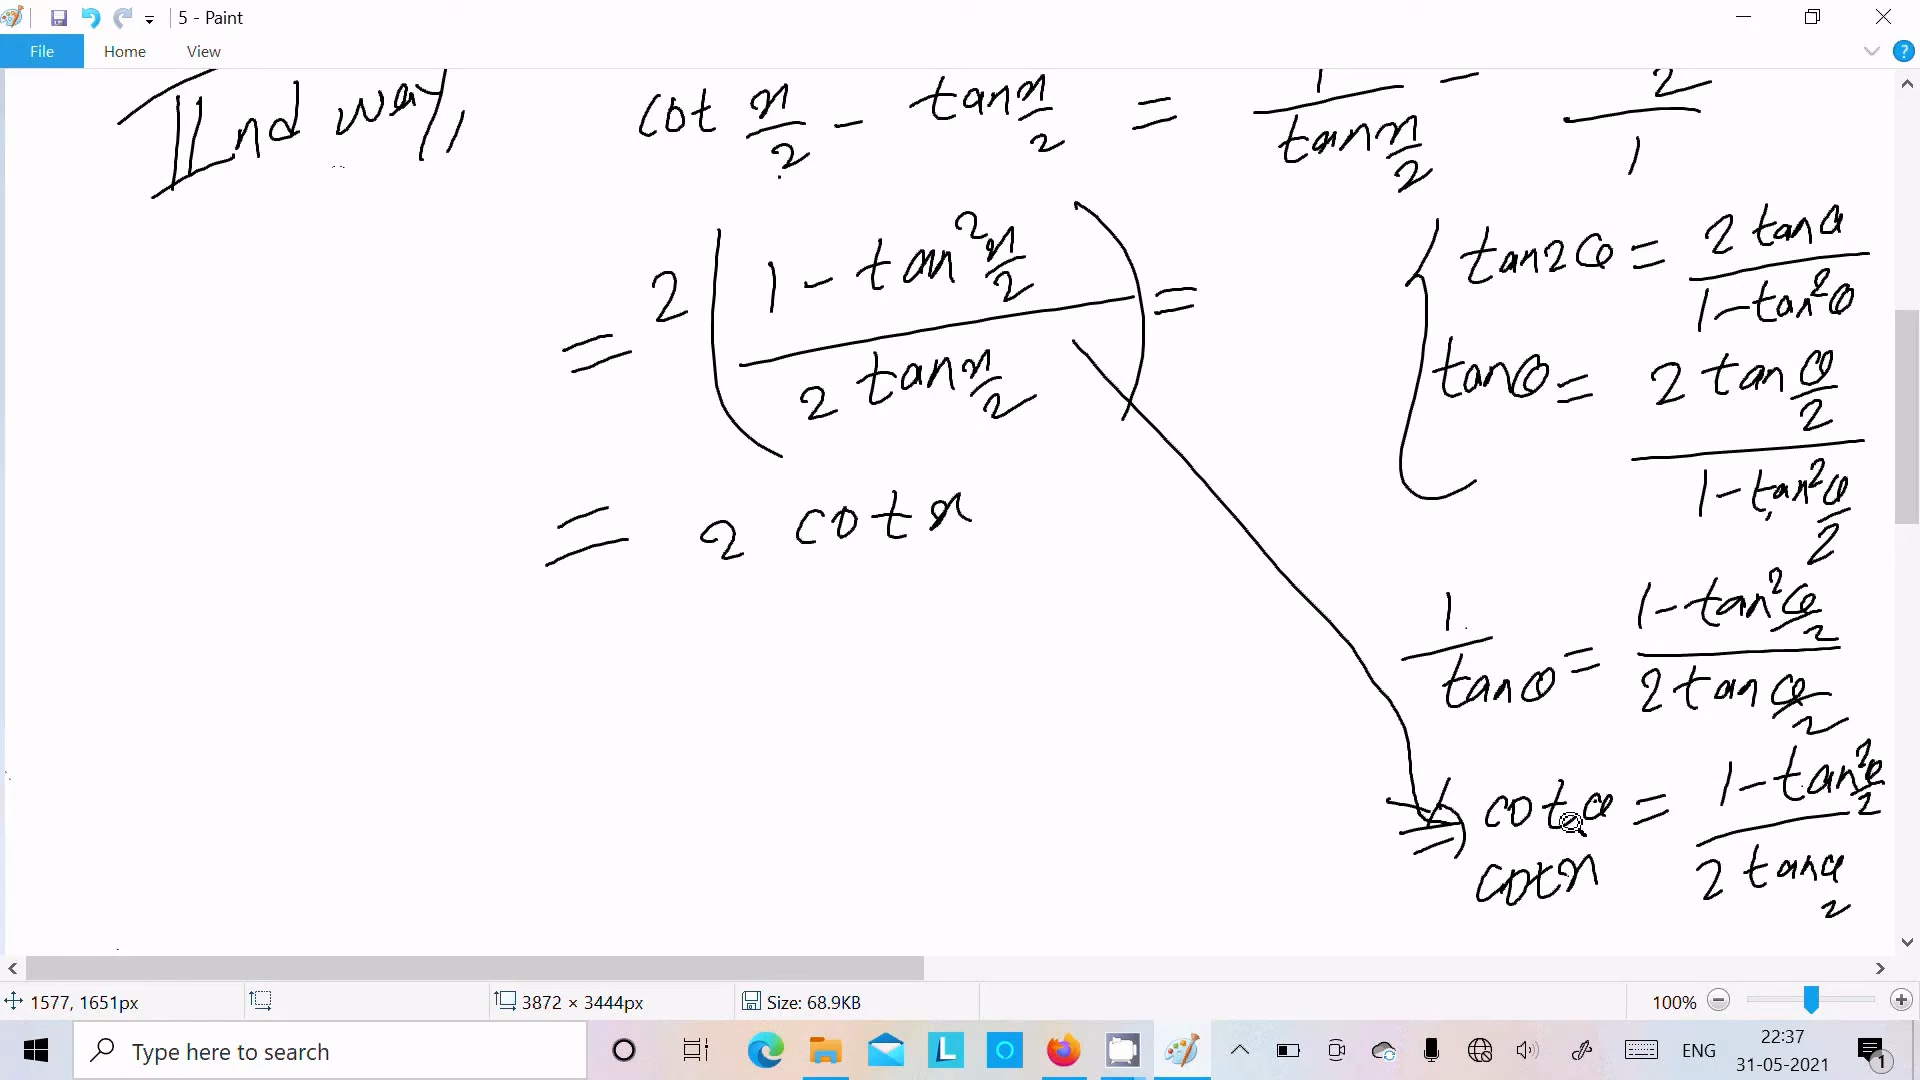 5 - Paint
File Home View
IInd way, cot x/2 - tan x/2 = 1/tan x/2 - 2/1
= 2 ( 1 - tan² x/2 / 2 tan x/2 ) =
= 2 cot x
tan2θ = 2 tanθ / 1 - tan²θ
tanθ = 2 tan θ/2 / 1 - tan² θ/2
1/tanθ = 1 - tan² θ/2 / 2 tan θ/2
=) cot θ = 1 - tan² θ/2 / 2 tan θ/2
cot x
1577, 1651px 3872 × 3444px Size: 68.9KB 100%
Type here to search ENG 22:37
31-05-2021 1